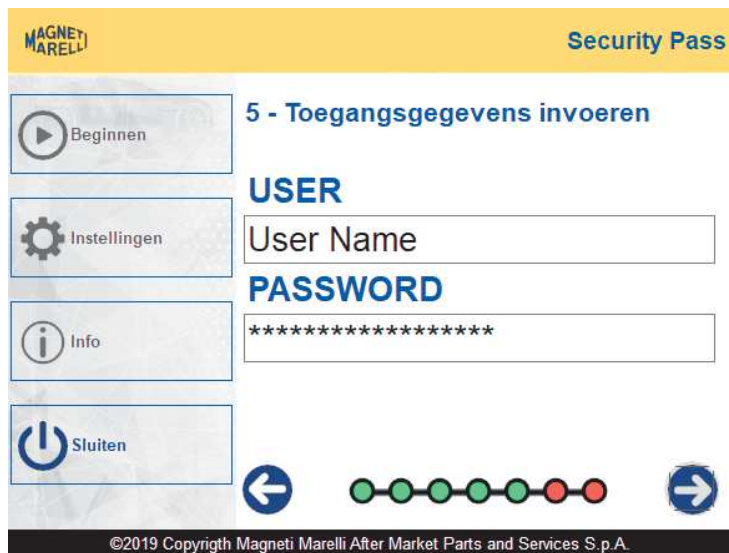 MAGNETI
MARELLI
Security Pass
Beginnen
Instellingen
Info
Sluiten
5 - Toegangsgegevens invoeren
USER
User Name
PASSWORD
******************
©2019 Copyrigth Magneti Marelli After Market Parts and Services S.p.A.